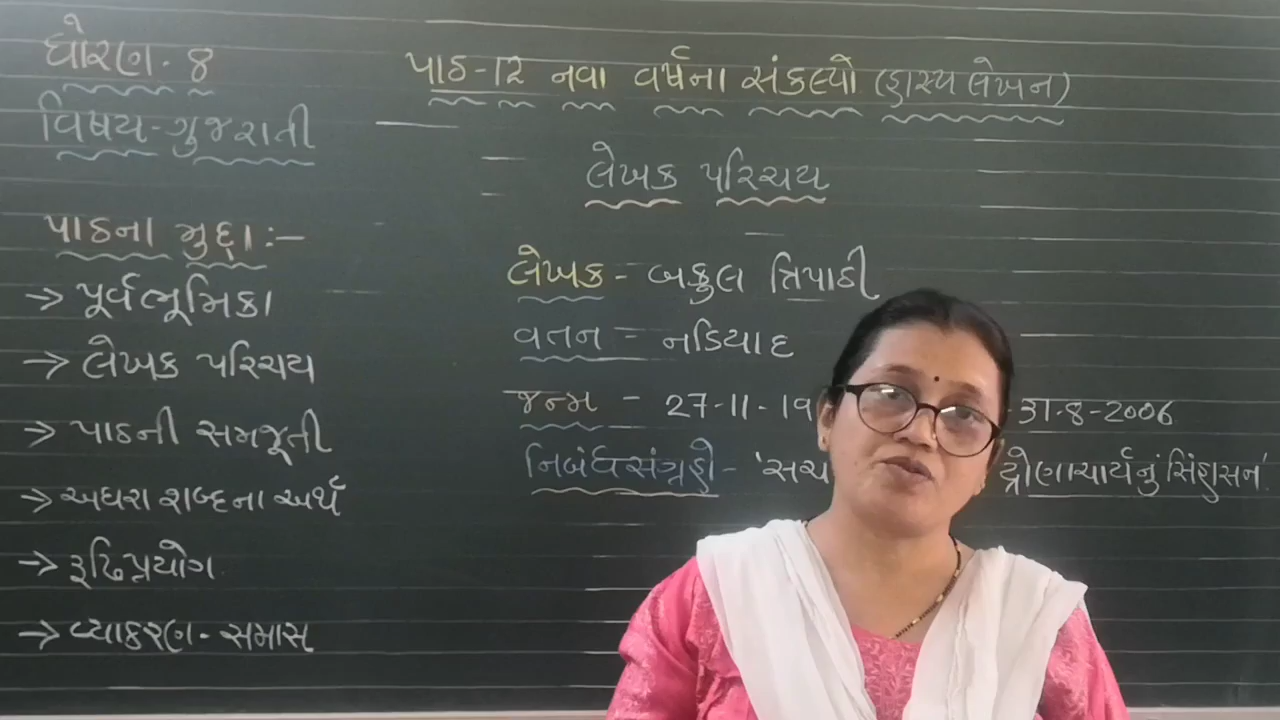 ધોરણ - 8
વિષય - ગુજરાતી
પાઠ - 12 નવા વર્ષના સંકલ્પો (હાસ્ય લેખન)
લેખક પરિચય
પાઠના મુદ્દા :-
→ પૂર્વભૂમિકા
→ લેખક પરિચય
→ પાઠની સમજૂતી
→ અઘરા શબ્દના અર્થ
→ રૂઢિપ્રયોગ
→ વ્યાકરણ - સમાસ
લેખક - બકુલ ત્રિપાઠી
વતન - નડિયાદ
જન્મ - 27-11-19 - 31-8-2006
નિબંધસંગ્રહો - 'સચ દ્રોણાચાર્યનું સિંહાસન'